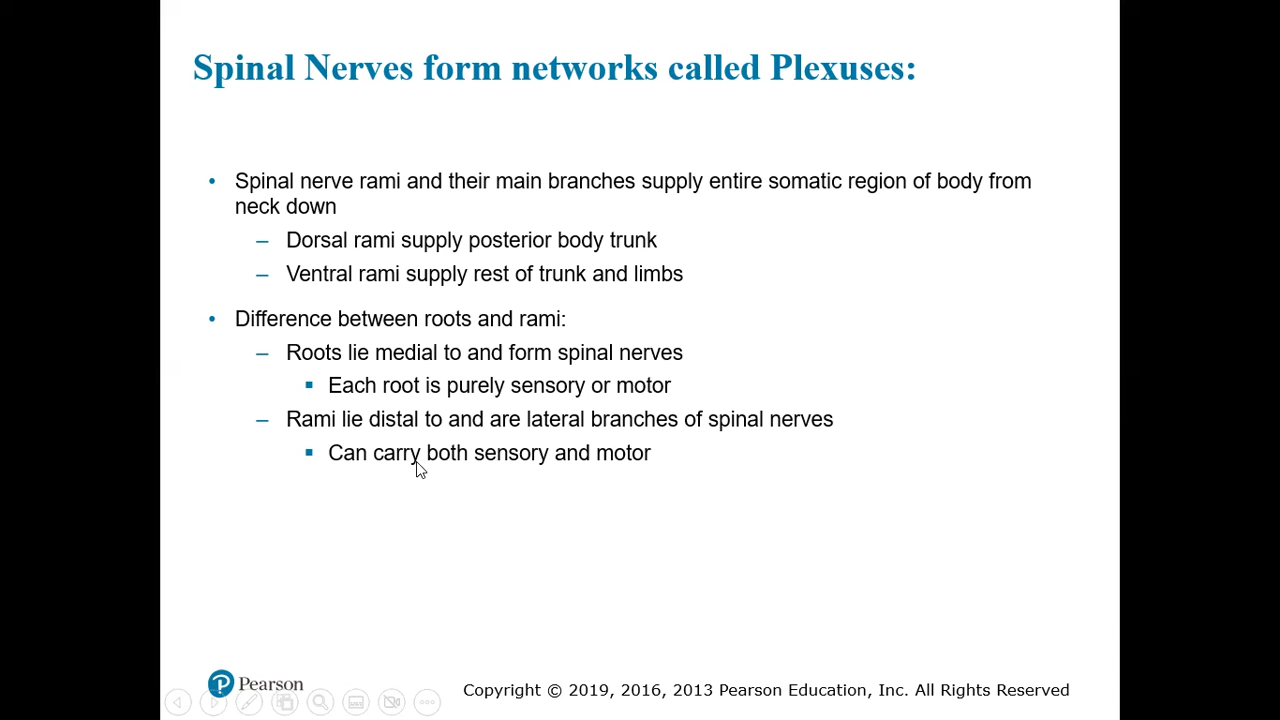 Spinal Nerves form networks called Plexuses:
• Spinal nerve rami and their main branches supply entire somatic region of body from
neck down
– Dorsal rami supply posterior body trunk
– Ventral rami supply rest of trunk and limbs
• Difference between roots and rami:
– Roots lie medial to and form spinal nerves
▪ Each root is purely sensory or motor
– Rami lie distal to and are lateral branches of spinal nerves
▪ Can carry both sensory and motor
P Pearson
Copyright © 2019, 2016, 2013 Pearson Education, Inc. All Rights Reserved